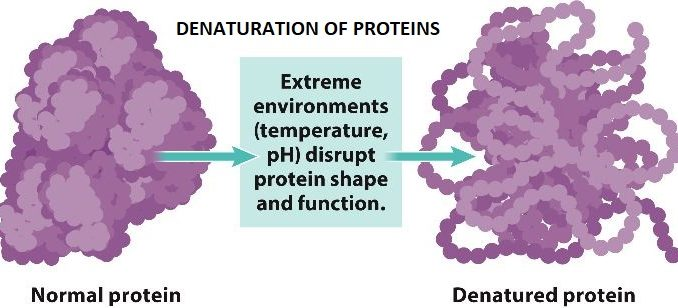 DENATURATION OF PROTEINS
Extreme
environments
(temperature,
pH) disrupt
protein shape
and function.
Normal protein
Denatured protein